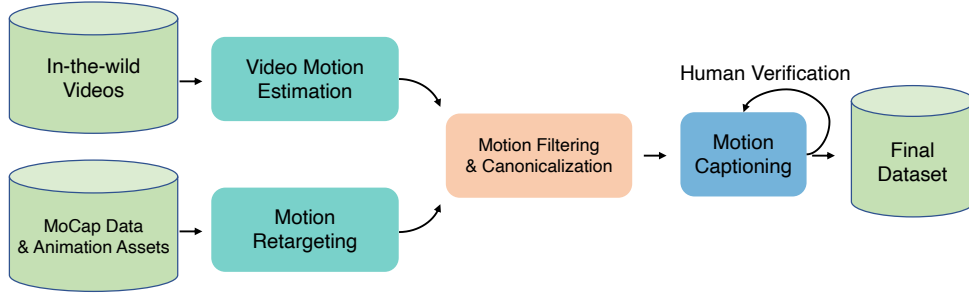 In-the-wild
Videos
Video Motion
Estimation
MoCap Data
& Animation Assets
Motion
Retargeting
Motion Filtering
& Canonicalization
Human Verification
Motion
Captioning
Final
Dataset